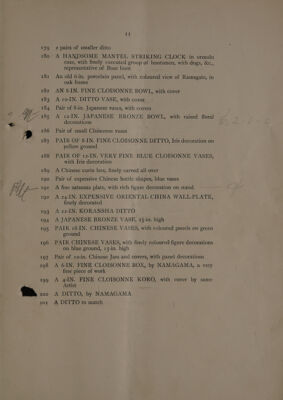 44
179 2 pairs of smaller ditto
180 A HANDSOME MANTEL STRIKING CLOCK in ormolu
case, with finely executed group of huntsmen, with dogs, &c.,
representative of Boar hunt
181 An old 6-in. porcelain panel, with coloured view of Ramsgate, in
oak frame
182 AN 8-IN. FINE CLOISONNE BOWL, with cover
183 A 10-IN. DITTO VASE, with cover
184 Pair of 8-in. Japanese vases, with covers
185 A 12-IN. JAPANESE BRONZE BOWL, with raised floral
decorations
186 Pair of small Cloisonne vases
187 PAIR OF 8-IN. FINE CLOISONNE DITTO, Iris decoration on
yellow ground
188 PAIR OF 12-IN. VERY FINE BLUE CLOISONNE VASES,
with Iris decoration
189 A Chinese curio box, finely carved all over
190 Pair of expensive Chinese bottle shapes, blue vases
191 A fine satsuma plate, with rich figure decoration on stand
192 A 24-IN. EXPENSIVE ORIENTAL CHINA WALL-PLATE,
finely decorated
193 A 22-IN. KORASSHA DITTO
194 A JAPANESE BRONZE VASE, 15-in. high
195 PAIR 16-IN. CHINESE VASES, with coloured panels on green
ground
196 PAIR CHINESE VASES, with finely coloured figure decorations
on blue ground, 15-in. high
197 Pair of 10-in. Chinese Jars and covers, with panel decorations
198 A 6-IN. FINE CLOISONNE BOX, by NAMAGAMA, a very
fine piece of work
199 A 4-IN. FINE CLOISONNE KORO, with cover by same
Artist
200 A DITTO, by NAMAGAMA
201 A DITTO to match